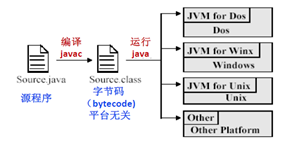 编译
javac
运行
java
Source.java
源程序
Source.class
字节码
（bytecode)
平台无关
JVM for Dos
Dos
JVM for Winx
Windows
JVM for Unix
Unix
Other
Other Platform